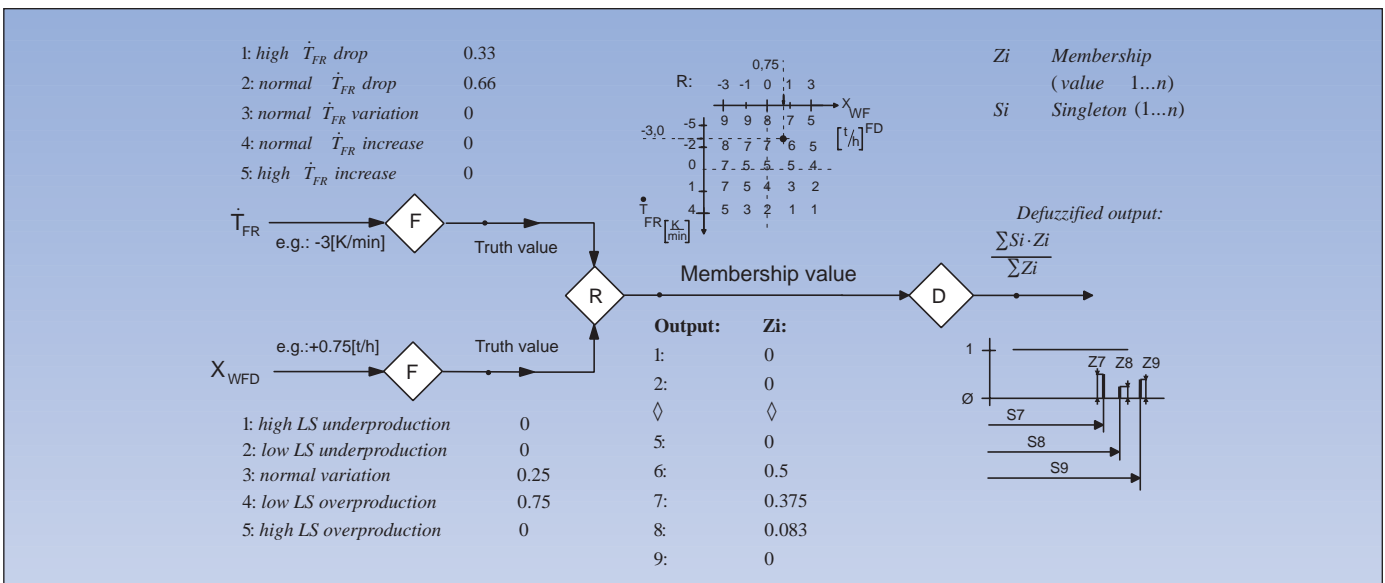 1: high Ṫ_FR drop 0.33
2: normal Ṫ_FR drop 0.66
3: normal Ṫ_FR variation 0
4: normal Ṫ_FR increase 0
5: high Ṫ_FR increase 0
0,75
R: -3 -1 0 1 3
X_WF
9 9 8 7 5
[t/h] FD
-5
-3,0
-2 8 7 7 6 5
0 7 5 5 5 4
1 7 5 4 3 2
4 5 3 2 1 1
Ṫ FR [K/min]
Zi Membership
(value 1...n)
Si Singleton (1...n)
Ṫ_FR
e.g.: -3[K/min]
F
Truth value
R
Membership value
D
Defuzzified output:
∑Si·Zi
∑Zi
X_WFD
e.g.:+0.75[t/h]
F
Truth value
1: high LS underproduction 0
2: low LS underproduction 0
3: normal variation 0.25
4: low LS overproduction 0.75
5: high LS overproduction 0
Output: Zi:
1: 0
2: 0
◊ ◊
5: 0
6: 0.5
7: 0.375
8: 0.083
9: 0
1
Z7 Z8 Z9
Ø
S7
S8
S9